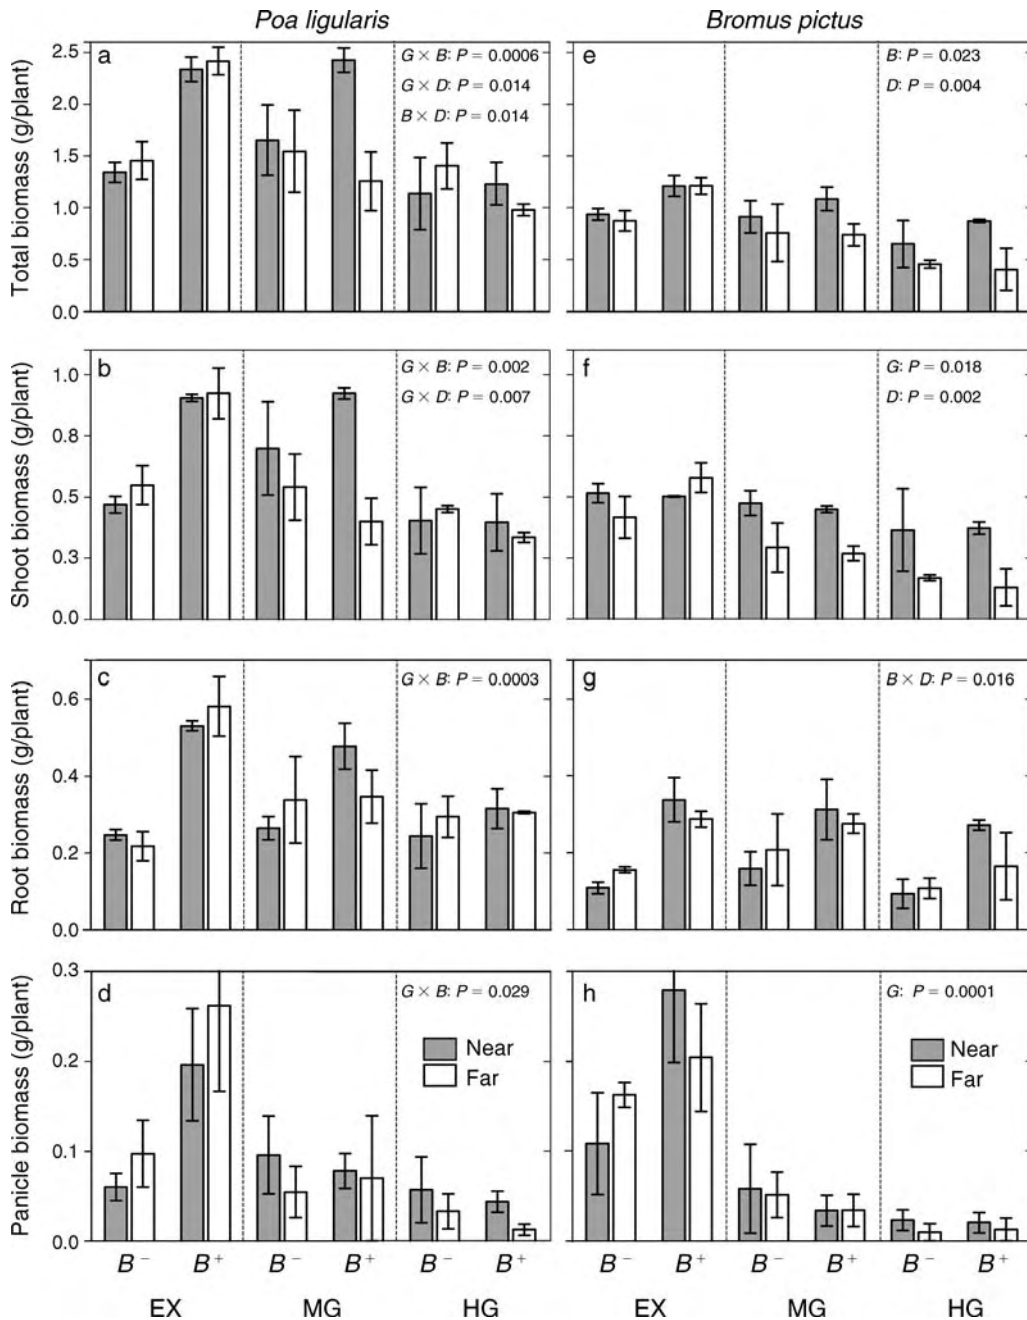 Poa ligularis
Bromus pictus
Total biomass (g/plant)
2.5
2.0
1.5
1.0
0.5
0.0
a
G × B: P = 0.0006
G × D: P = 0.014
B × D: P = 0.014
e
B: P = 0.023
D: P = 0.004
Shoot biomass (g/plant)
1.0
0.8
0.5
0.3
0.0
b
G × B: P = 0.002
G × D: P = 0.007
f
G: P = 0.018
D: P = 0.002
Root biomass (g/plant)
0.6
0.4
0.2
0.0
c
G × B: P = 0.0003
g
B × D: P = 0.016
Panicle biomass (g/plant)
0.3
0.2
0.1
0.0
d
G × B: P = 0.029
Near
Far
h
G: P = 0.0001
Near
Far
B− B+ B− B+ B− B+ B− B+ B− B+ B− B+
EX MG HG EX MG HG